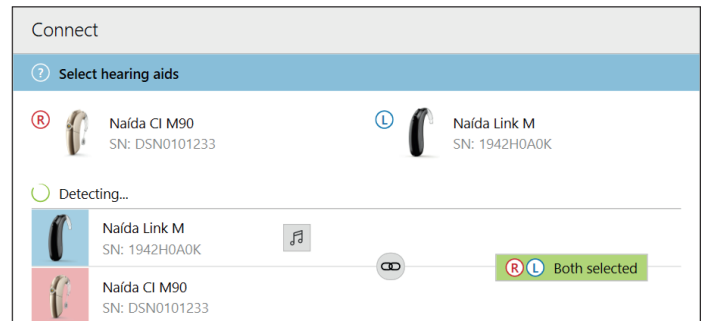 Connect
? Select hearing aids
R Naída CI M90 L Naída Link M
SN: DSN0101233 SN: 1942H0A0K
Detecting...
Naída Link M
SN: 1942H0A0K
R L Both selected
Naída CI M90
SN: DSN0101233